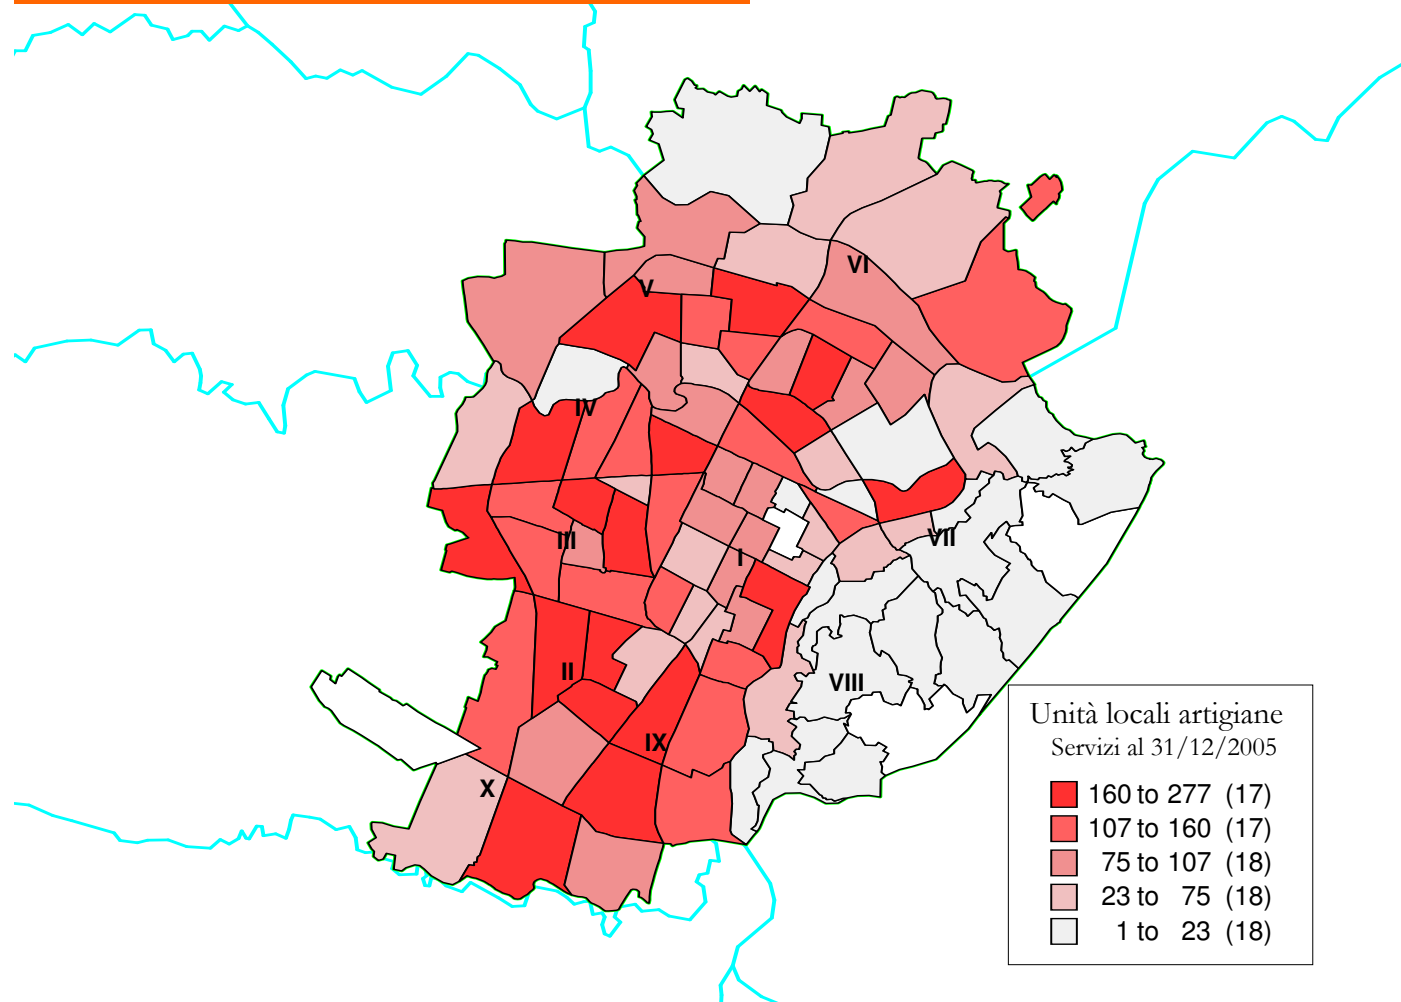 VI
V
IV
III
I
VII
II
VIII
IX
X
Unità locali artigiane
Servizi al 31/12/2005
160 to 277 (17)
107 to 160 (17)
75 to 107 (18)
23 to 75 (18)
1 to 23 (18)